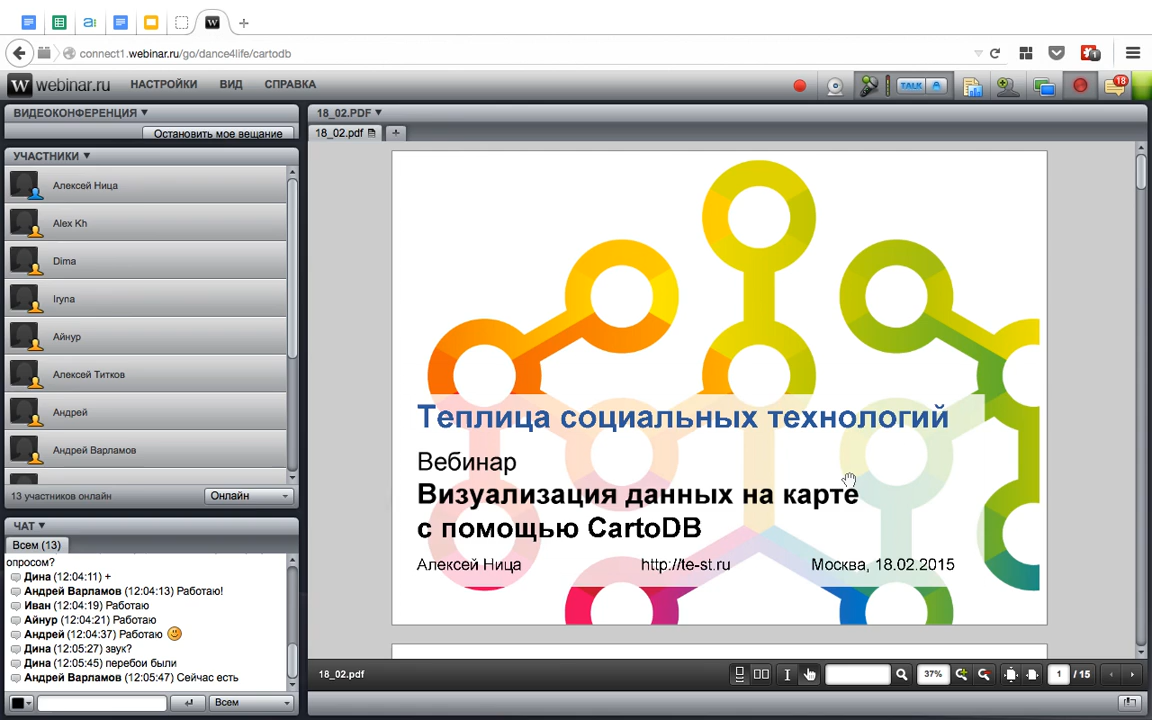 connect1.webinar.ru/go/dance4life/cartodb
1
W webinar.ru НАСТРОЙКИ ВИД СПРАВКА
TALK
18
ВИДЕОКОНФЕРЕНЦИЯ
Остановить мое вещание
УЧАСТНИКИ
Алексей Ница
Alex Kh
Dima
Iryna
Айнур
Алексей Титков
Андрей
Андрей Варламов
13 участников онлайн
Онлайн
ЧАТ
Всем (13)
опросом?
Дина (12:04:11) +
Андрей Варламов (12:04:13) Работаю!
Иван (12:04:19) Работаю
Айнур (12:04:21) Работаю
Андрей (12:04:37) Работаю
Дина (12:05:27) звук?
Дина (12:05:45) перебои были
Андрей Варламов (12:05:47) Сейчас есть
Всем
18_02.PDF
18_02.pdf
Теплица социальных технологий
Вебинар
Визуализация данных на карте
с помощью CartoDB
Алексей Ница http://te-st.ru Москва, 18.02.2015
18_02.pdf
37%
1 / 15